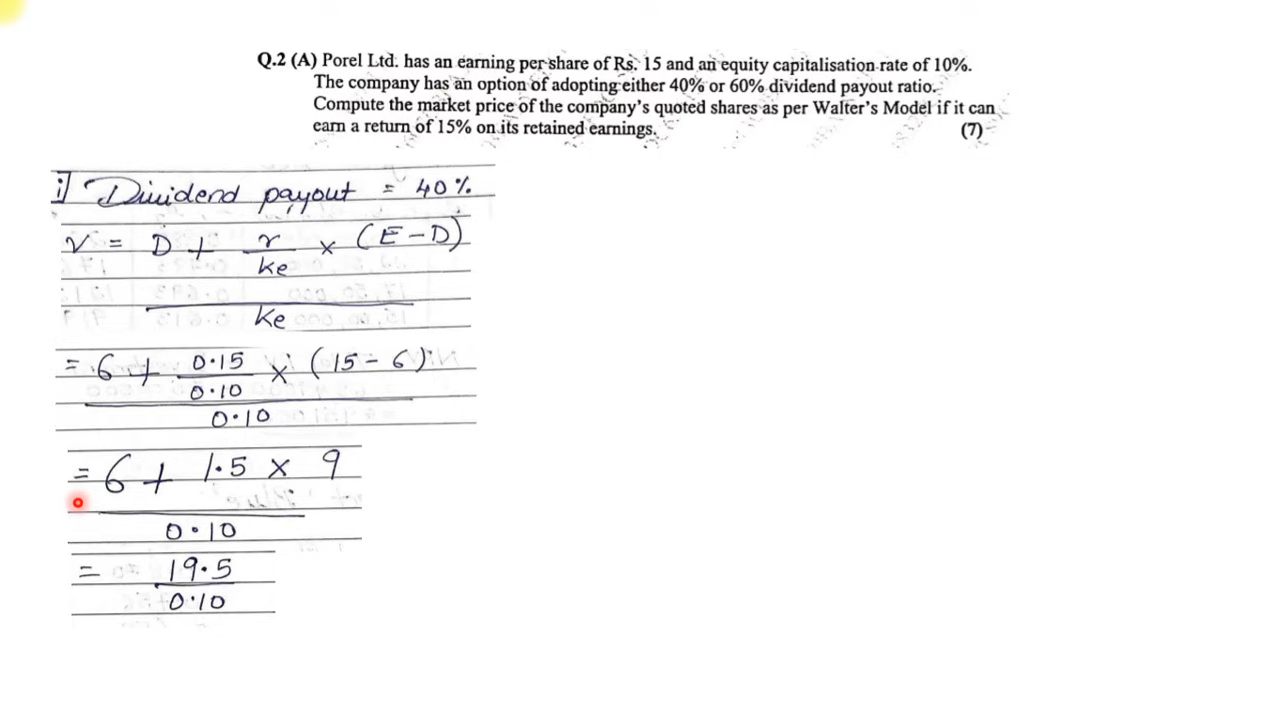 Q.2 (A) Porel Ltd. has an earning per share of Rs. 15 and an equity capitalisation rate of 10%.
The company has an option of adopting either 40% or 60% dividend payout ratio.
Compute the market price of the company's quoted shares as per Walter's Model if it can
earn a return of 15% on its retained earnings. (7)
i] Dividend payout = 40%
V = D + r/ke × (E-D)
Ke
= 6 + 0.15/0.10 × (15-6)
0.10
= 6 + 1.5 × 9
0.10
= 19.5
0.10